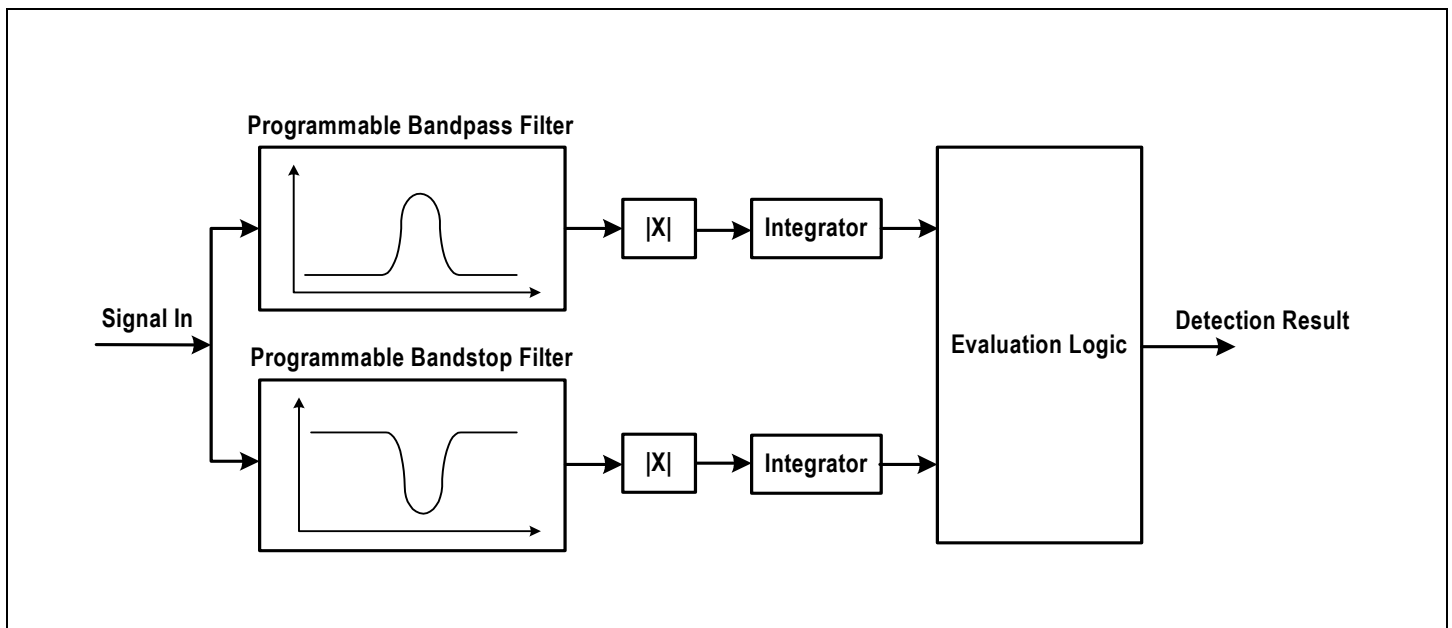 Programmable Bandpass Filter
|X|
Integrator
Signal In
Programmable Bandstop Filter
|X|
Integrator
Evaluation Logic
Detection Result